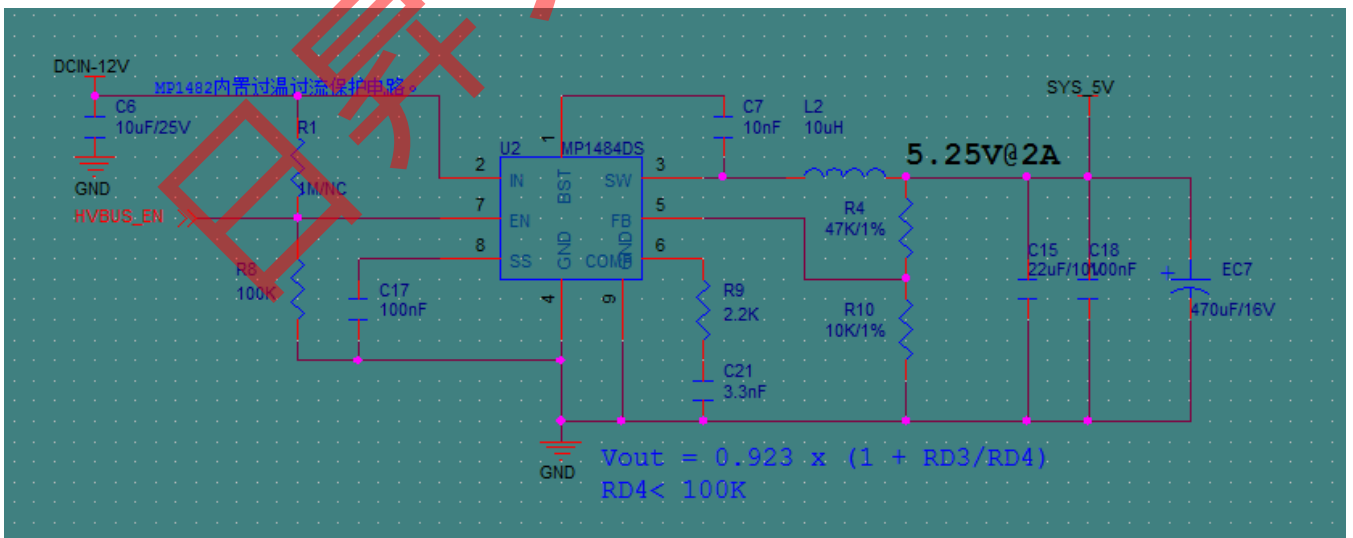 DCIN-12V
MP1482内置过温过流保护电路。
C6
10uF/25V
GND
R1
1M/NC
HVBUS_EN
R8
100K
C17
100nF
U2
MP1484DS
1
2
IN
BST
SW
3
7
EN
FB
5
8
SS
GND
COMP
GND
6
4
9
C7
10nF
L2
10uH
SYS_5V
5.25V@2A
R4
47K/1%
R10
10K/1%
R9
2.2K
C21
3.3nF
C15
22uF/10V
C18
100nF
EC7
470uF/16V
GND
Vout = 0.923 x (1 + RD3/RD4)
RD4< 100K